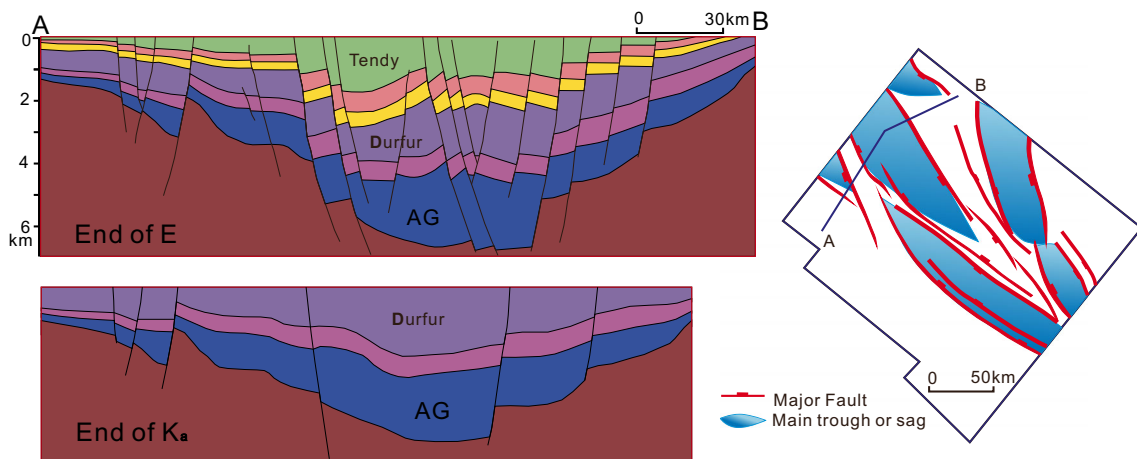 A
0
30km
B
0
2
4
6
km
Tendy
Durfur
AG
End of E
Durfur
AG
End of Ka
B
A
0
50km
Major Fault
Main trough or sag